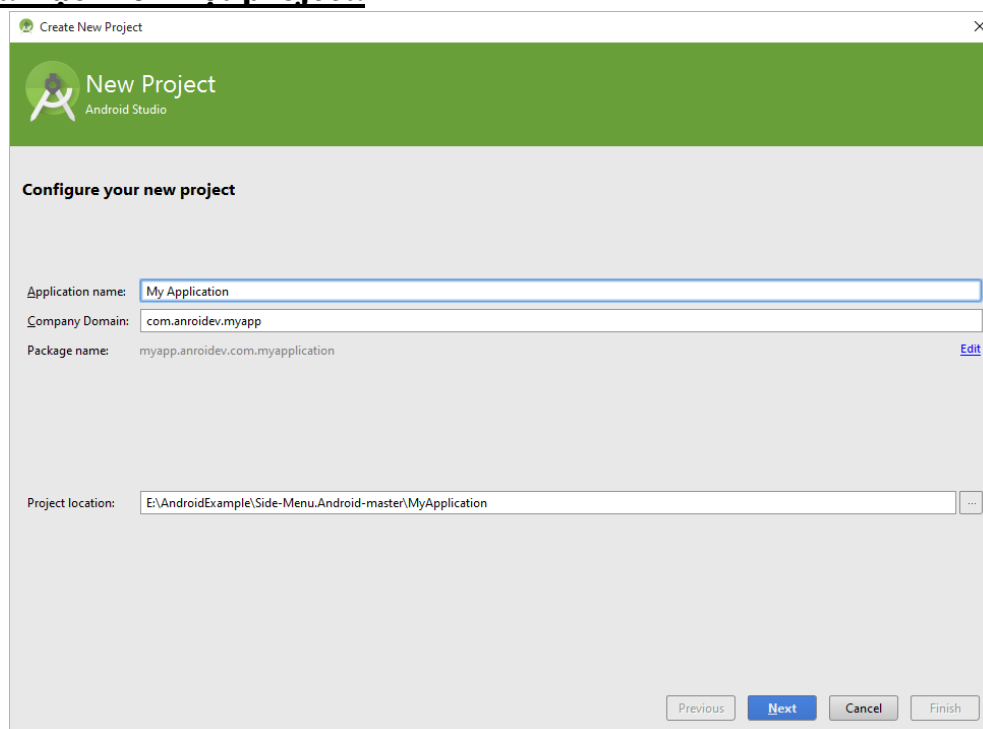 project.
Create New Project
New Project
Android Studio
Configure your new project
Application name: My Application
Company Domain: com.anroidev.myapp
Package name: myapp.anroidev.com.myapplication Edit
Project location: E:\AndroidExample\Side-Menu.Android-master\MyApplication ...
Previous Next Cancel Finish